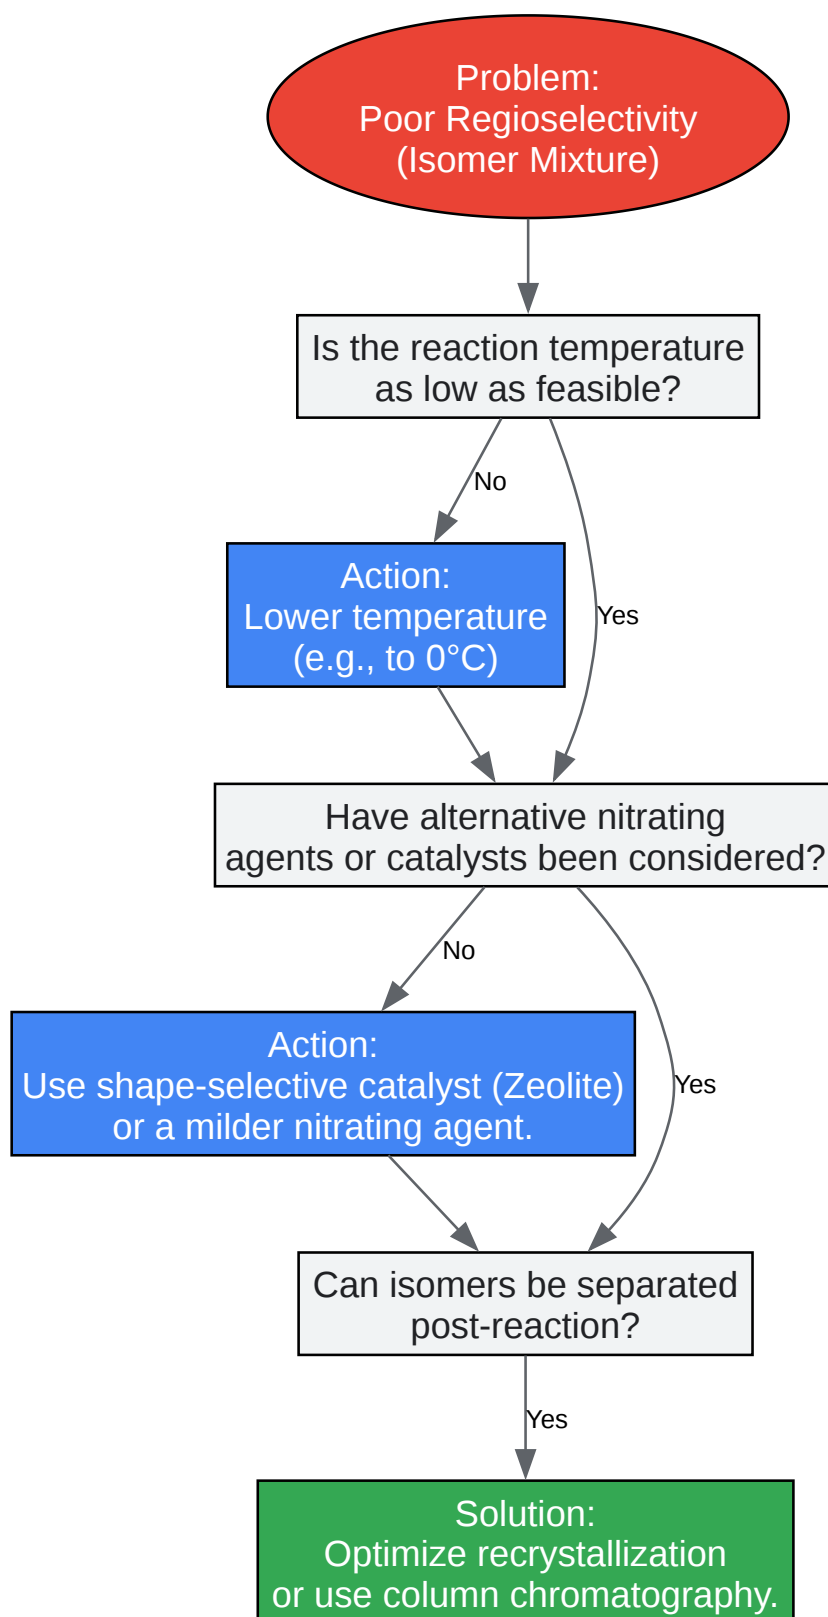 Problem:
Poor Regioselectivity
(Isomer Mixture)
Is the reaction temperature
as low as feasible?
No
Action:
Lower temperature
(e.g., to 0°C)
Yes
Have alternative nitrating
agents or catalysts been considered?
No
Action:
Use shape-selective catalyst (Zeolite)
or a milder nitrating agent.
Yes
Can isomers be separated
post-reaction?
Yes
Solution:
Optimize recrystallization
or use column chromatography.